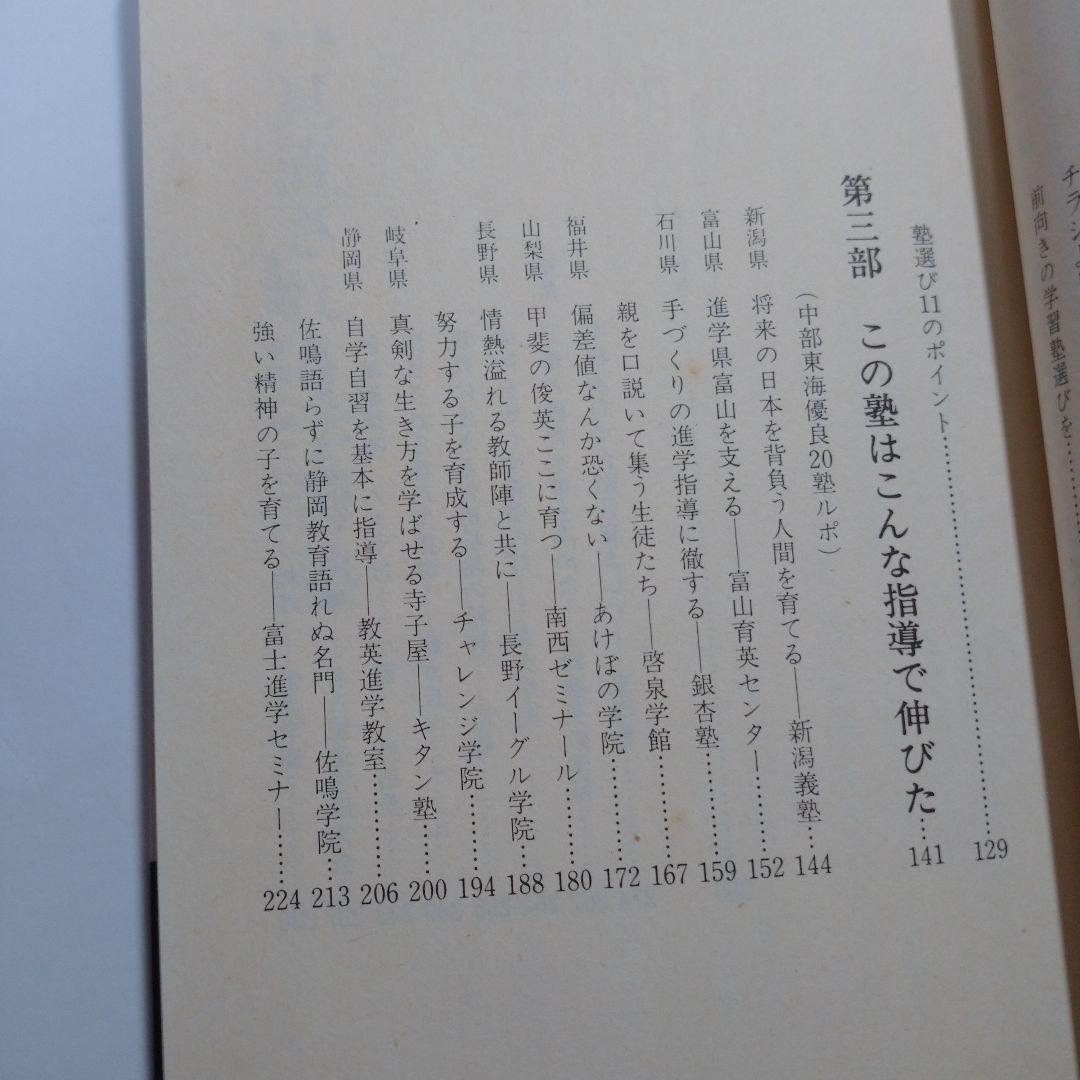 チラシ
前向きの学習塾選びを……
塾選び11のポイント……129
第三部 この塾はこんな指導で伸びた……141
（中部東海優良20塾ルポ）
新潟県 将来の日本を背負う人間を育てる――新潟義塾……144
富山県 進学県富山を支える――富山育英センター……152
手づくりの進学指導に徹する――銀杏塾……159
石川県 親を口説いて集う生徒たち――啓泉学館……167
福井県 偏差値なんか恐くない――あけぼの学院……172
山梨県 甲斐の俊英ここに育つ――南西ゼミナール……180
長野県 情熱溢れる教師陣と共に――長野イーグル学院……188
努力する子を育成する――チャレンジ学院……194
岐阜県 真剣な生き方を学ばせる寺子屋――キタン塾……200
静岡県 自学自習を基本に指導――教英進学教室……206
佐鳴語らずに静岡教育語れぬ名門――佐鳴学院……213
強い精神の子を育てる――富士進学セミナー……224